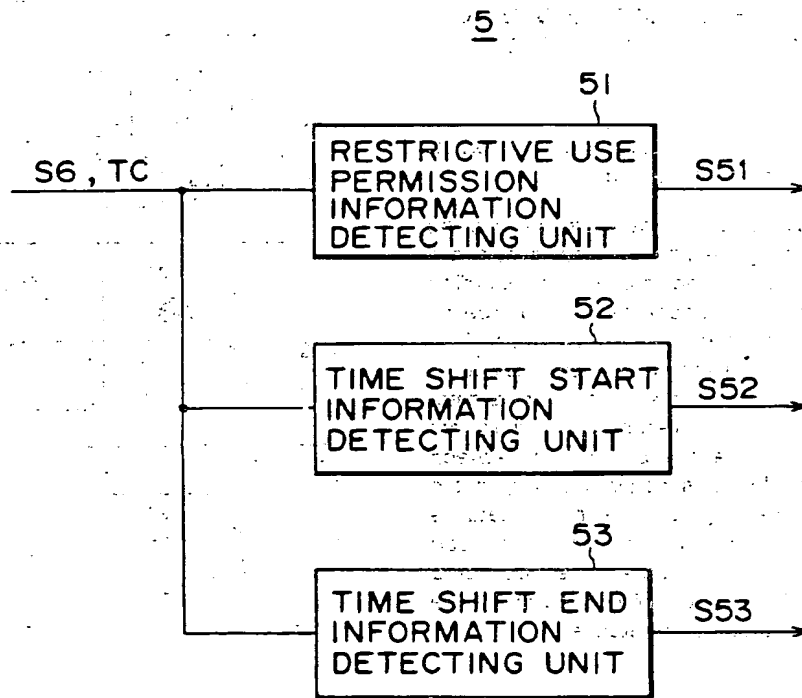 5
51
S6, TC
RESTRICTIVE USE
PERMISSION
INFORMATION
DETECTING UNIT
S51
52
TIME SHIFT START
INFORMATION
DETECTING UNIT
S52
53
TIME SHIFT END
INFORMATION
DETECTING UNIT
S53